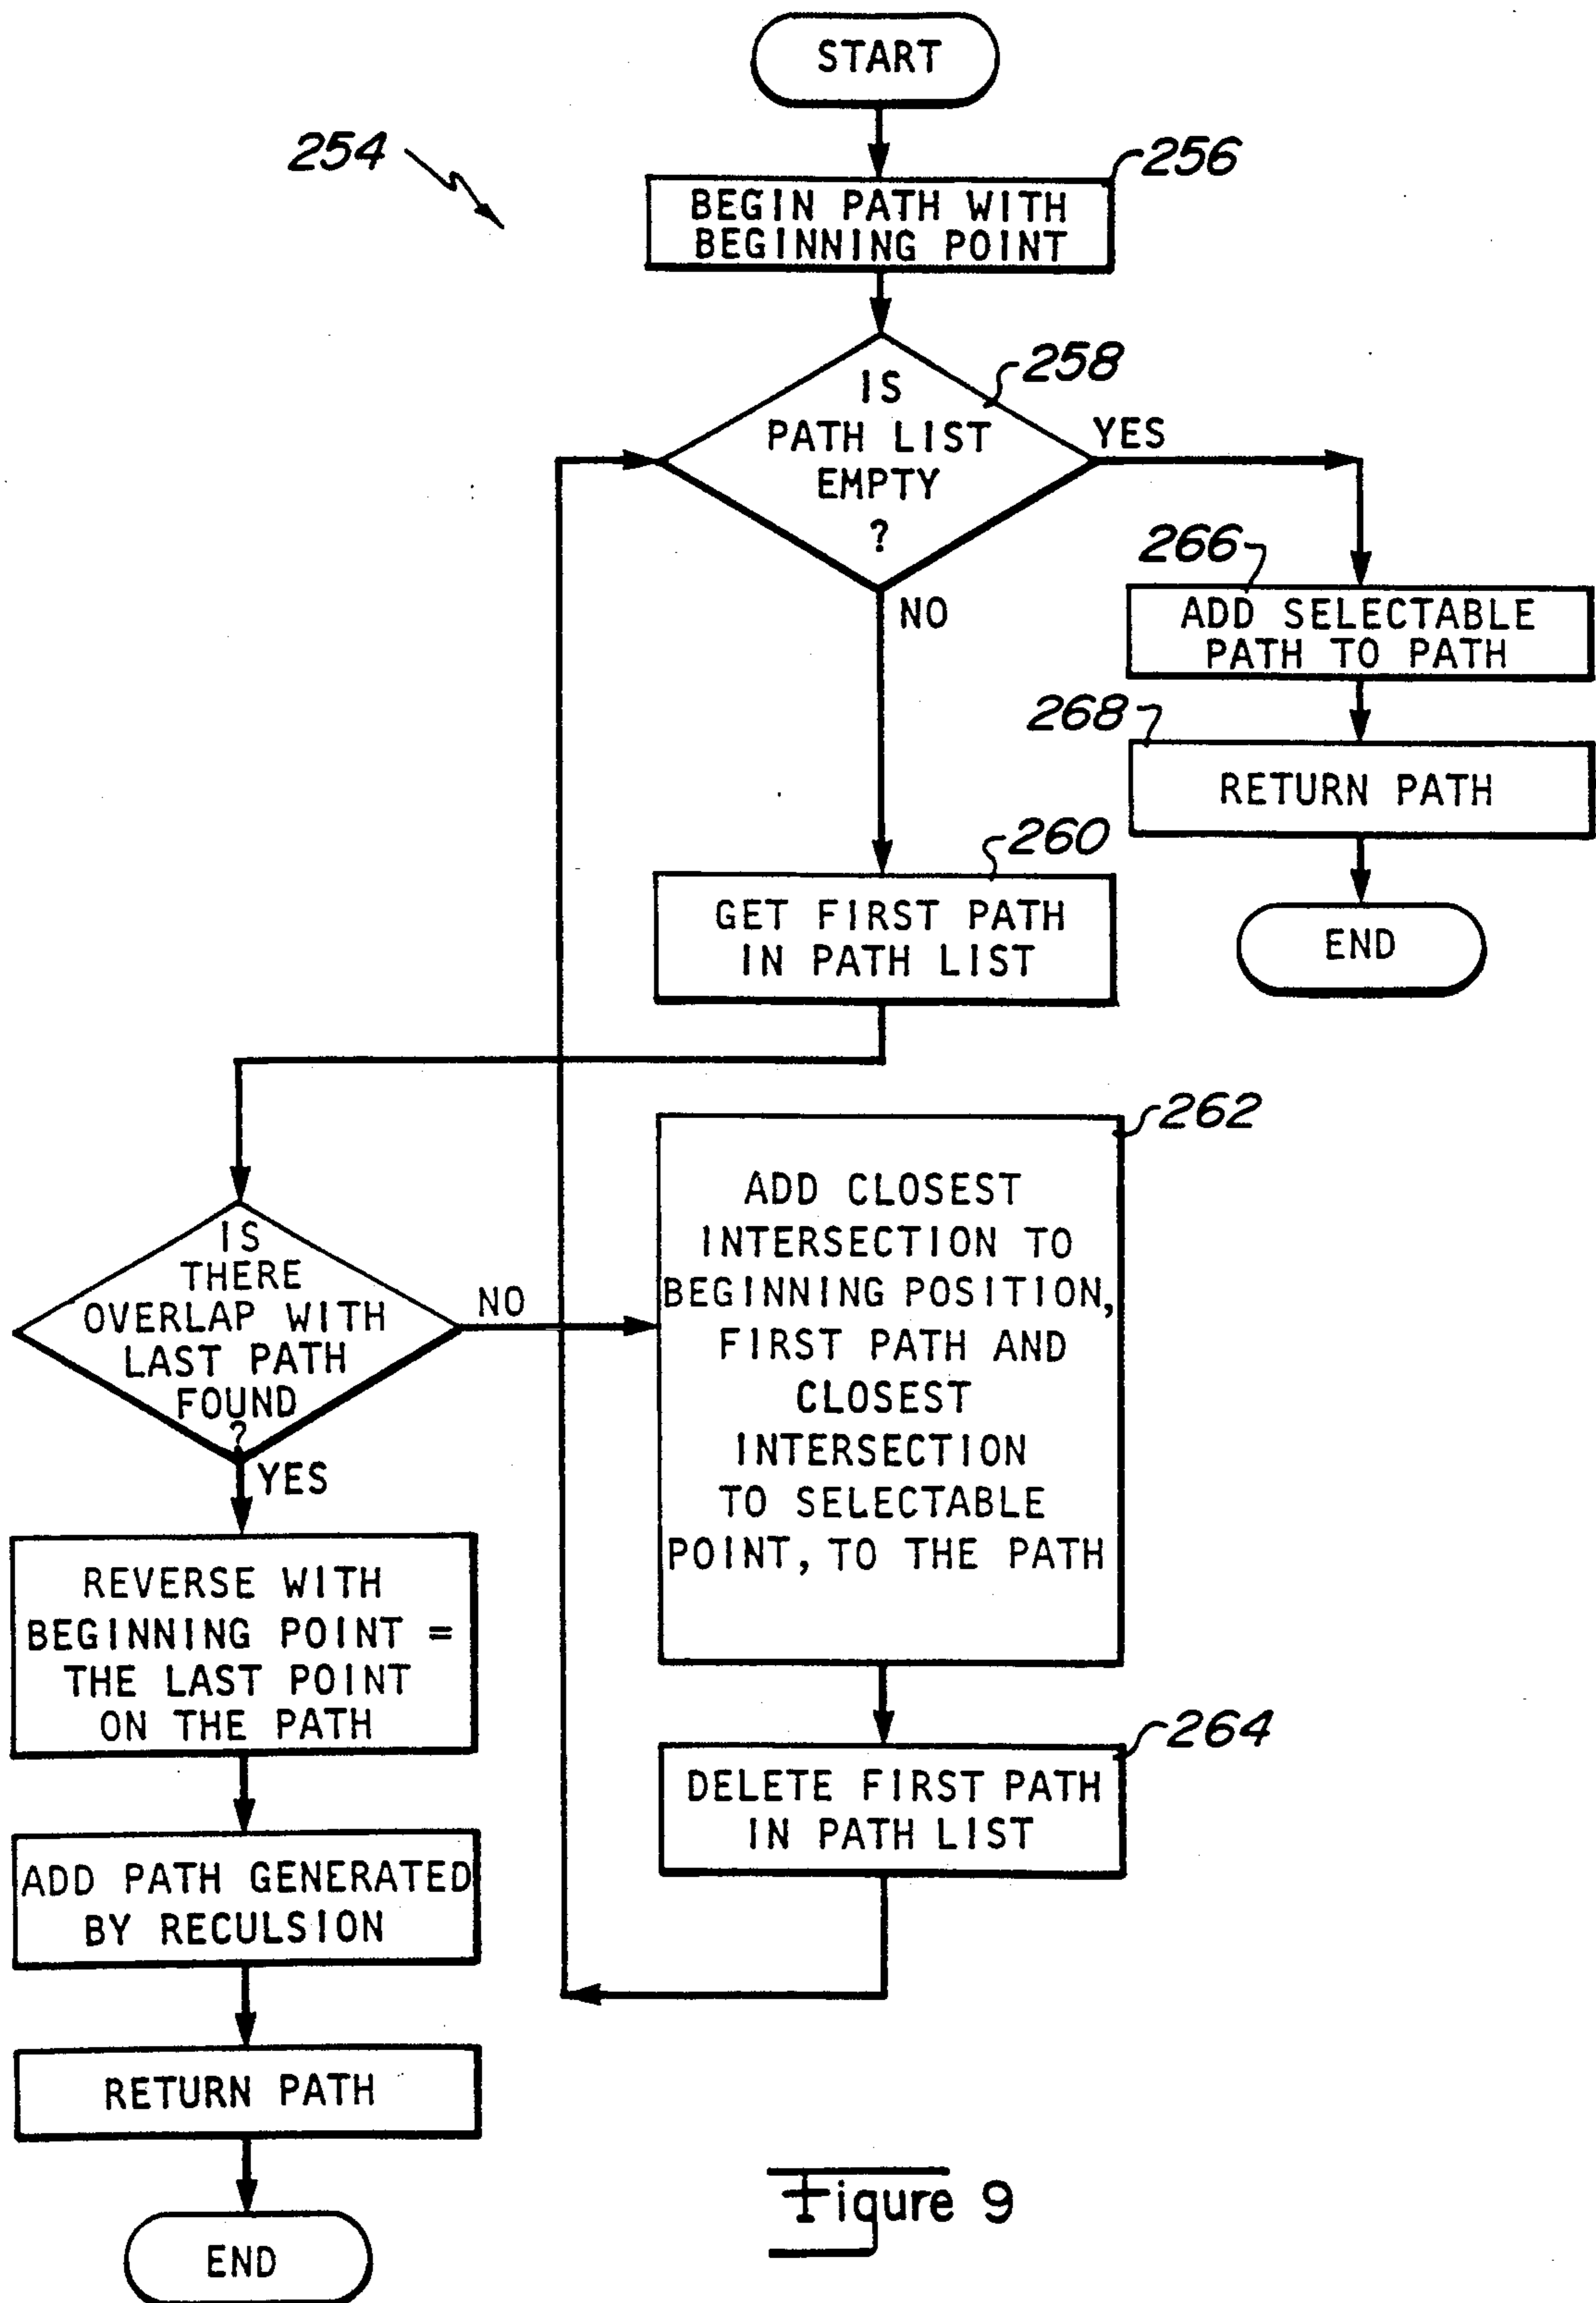 START
254
256
BEGIN PATH WITH
BEGINNING POINT
258
IS
PATH LIST
EMPTY
?
YES
NO
266
ADD SELECTABLE
PATH TO PATH
268
RETURN PATH
END
260
GET FIRST PATH
IN PATH LIST
IS
THERE
OVERLAP WITH
LAST PATH
FOUND
?
NO
YES
262
ADD CLOSEST
INTERSECTION TO
BEGINNING POSITION,
FIRST PATH AND
CLOSEST
INTERSECTION
TO SELECTABLE
POINT, TO THE PATH
264
DELETE FIRST PATH
IN PATH LIST
REVERSE WITH
BEGINNING POINT =
THE LAST POINT
ON THE PATH
ADD PATH GENERATED
BY RECULSION
RETURN PATH
END
Figure 9